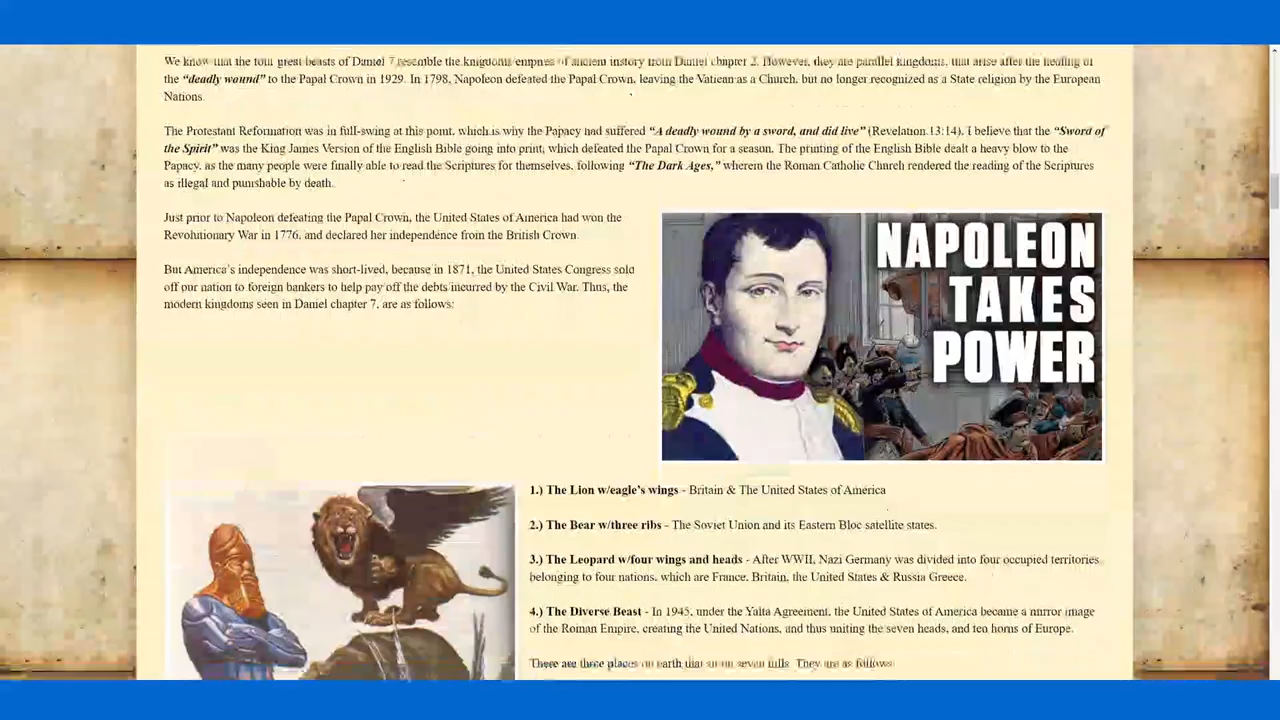 We know that the four great beasts of Daniel 7 resemble the kingdoms/empires of ancient history from Daniel chapter 2. However, they are parallel kingdoms, that arise after the healing of
the “deadly wound” to the Papal Crown in 1929. In 1798, Napoleon defeated the Papal Crown, leaving the Vatican as a Church, but no longer recognized as a State religion by the European
Nations.
The Protestant Reformation was in full-swing at this point, which is why the Papacy had suffered “A deadly wound by a sword, and did live” (Revelation 13:14). I believe that the “Sword of
the Spirit” was the King James Version of the English Bible going into print, which defeated the Papal Crown for a season. The printing of the English Bible dealt a heavy blow to the
Papacy, as the many people were finally able to read the Scriptures for themselves, following “The Dark Ages,” wherein the Roman Catholic Church rendered the reading of the Scriptures
as illegal and punishable by death.
Just prior to Napoleon defeating the Papal Crown, the United States of America had won the
Revolutionary War in 1776, and declared her independence from the British Crown.
But America’s independence was short-lived, because in 1871, the United States Congress sold
off our nation to foreign bankers to help pay off the debts incurred by the Civil War. Thus, the
modern kingdoms seen in Daniel chapter 7, are as follows:
NAPOLEON
TAKES
POWER
1.) The Lion w/eagle’s wings - Britain & The United States of America
2.) The Bear w/three ribs - The Soviet Union and its Eastern Bloc satellite states.
3.) The Leopard w/four wings and heads - After WWII, Nazi Germany was divided into four occupied territories
belonging to four nations, which are France, Britain, the United States & Russia Greece.
4.) The Diverse Beast - In 1945, under the Yalta Agreement, the United States of America became a mirror image
of the Roman Empire, creating the United Nations, and thus uniting the seven heads, and ten horns of Europe.
There are three places on earth that sit on seven hills. They are as follows: